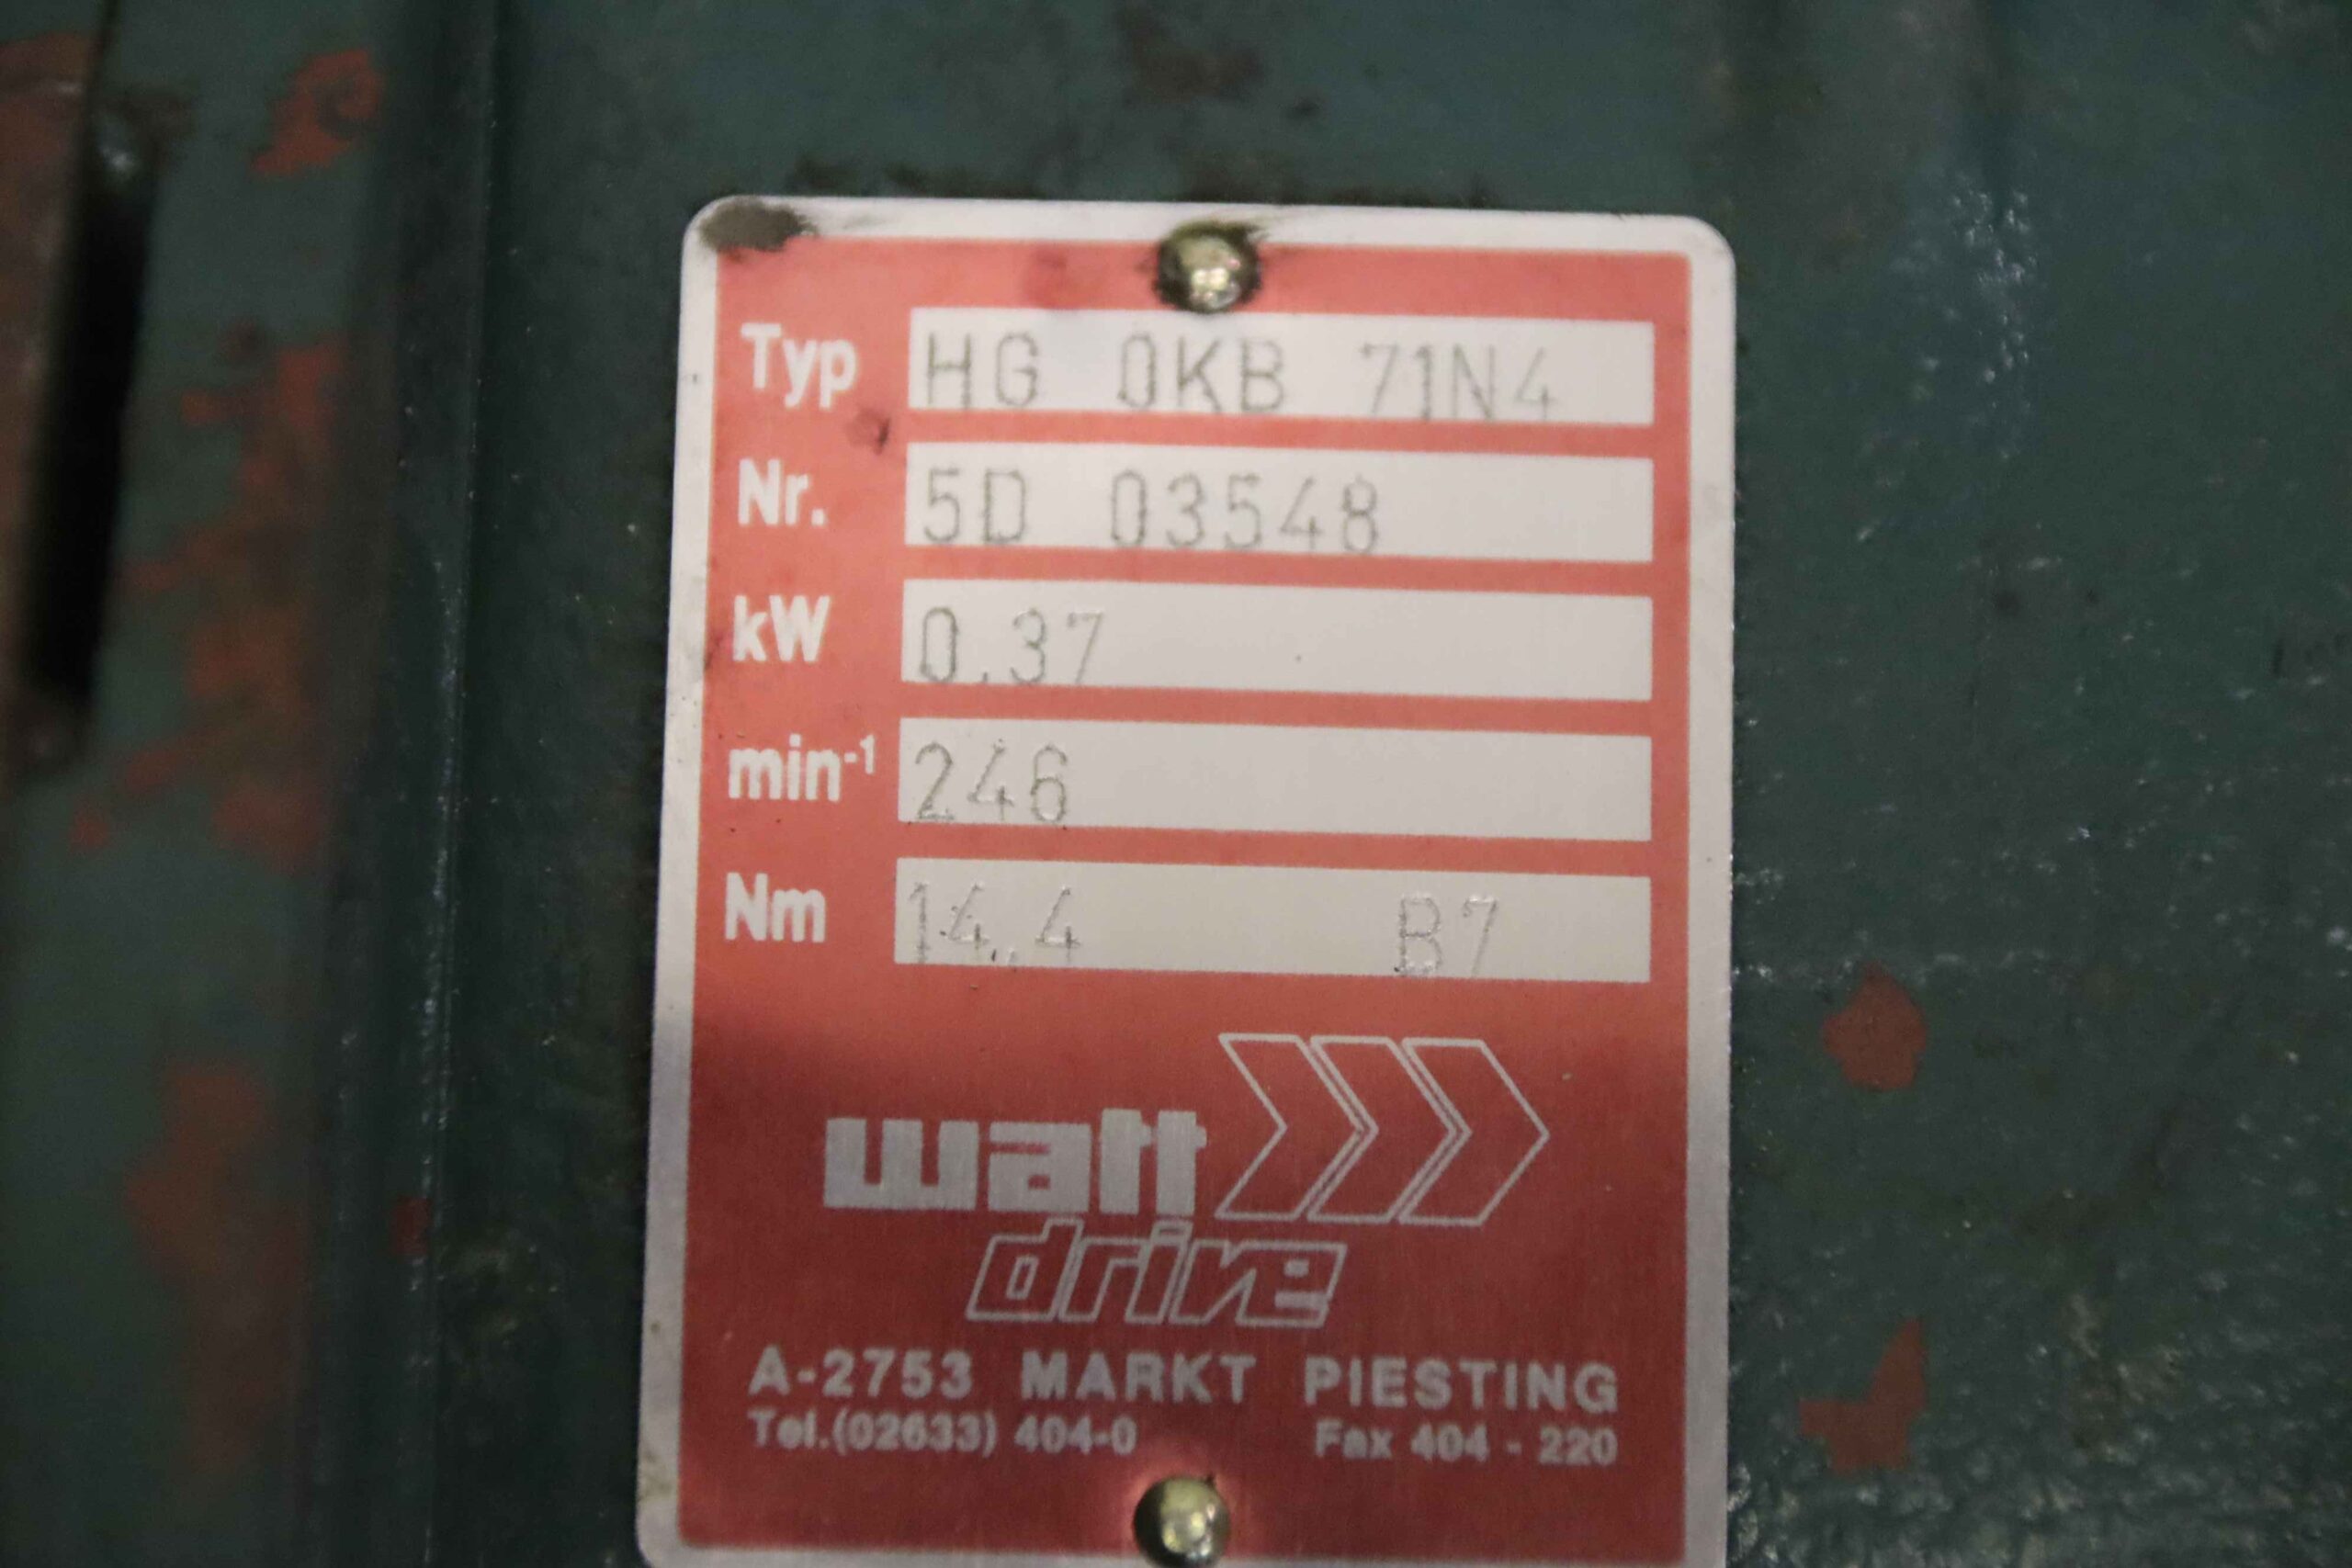 Typ HG 0KB 71N4
Nr. 5D 03548
kW 0.37
min-1 246
Nm 14.4 B7
watt
drive
A-2753 MARKT PIESTING
Tel.(02633) 404-0 Fax 404 - 220